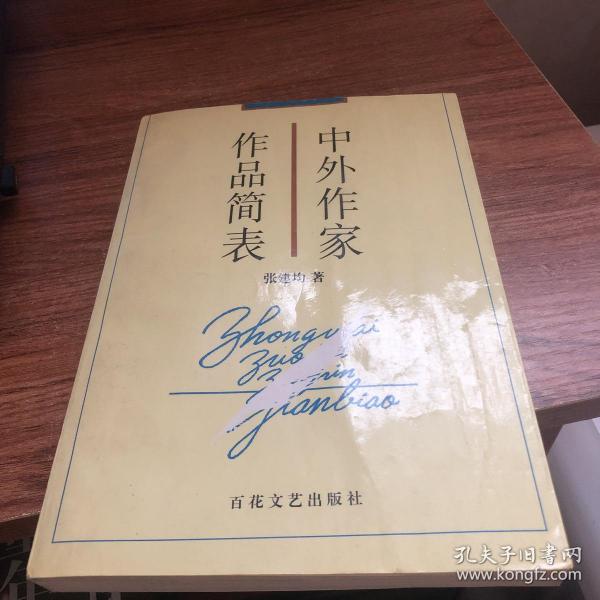 中外作家
作品简表
张建均 著
Zhongwai
Jianbiao
百花文艺出版社
孔夫子旧书网
www.kongfz.com